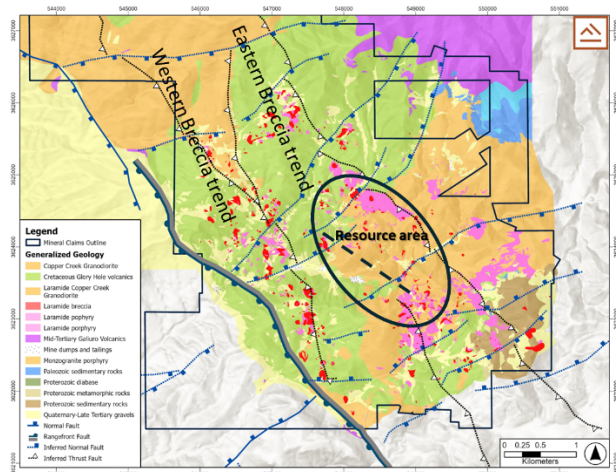 544000
545000
546000
547000
548000
549000
550000
551000
3627000
Western Breccia trend
Eastern Breccia trend
Resource area
Legend
Mineral Claims Outline
Generalized Geology
Copper Creek Granodiorite
Cretaceous Glory Hole volcanics
Laramide Copper Creek
Granodiorite
Laramide breccia
Laramide pophyry
Laramide porphyry
Mid-Tertiary Galiuro Volcanics
Mine dumps and tailings
Monzogranite porphyry
Paleozoic sedimentary rocks
Proterozoic diabase
Proterozoic metamorphic rocks
Proterozoic sedimentary rocks
Quaternary-Late Tertiary gravels
Normal Fault
Rangefront Fault
Inferred Normal Fault
Inferred Thrust Fault
0 0.25 0.5 1
Kilometers